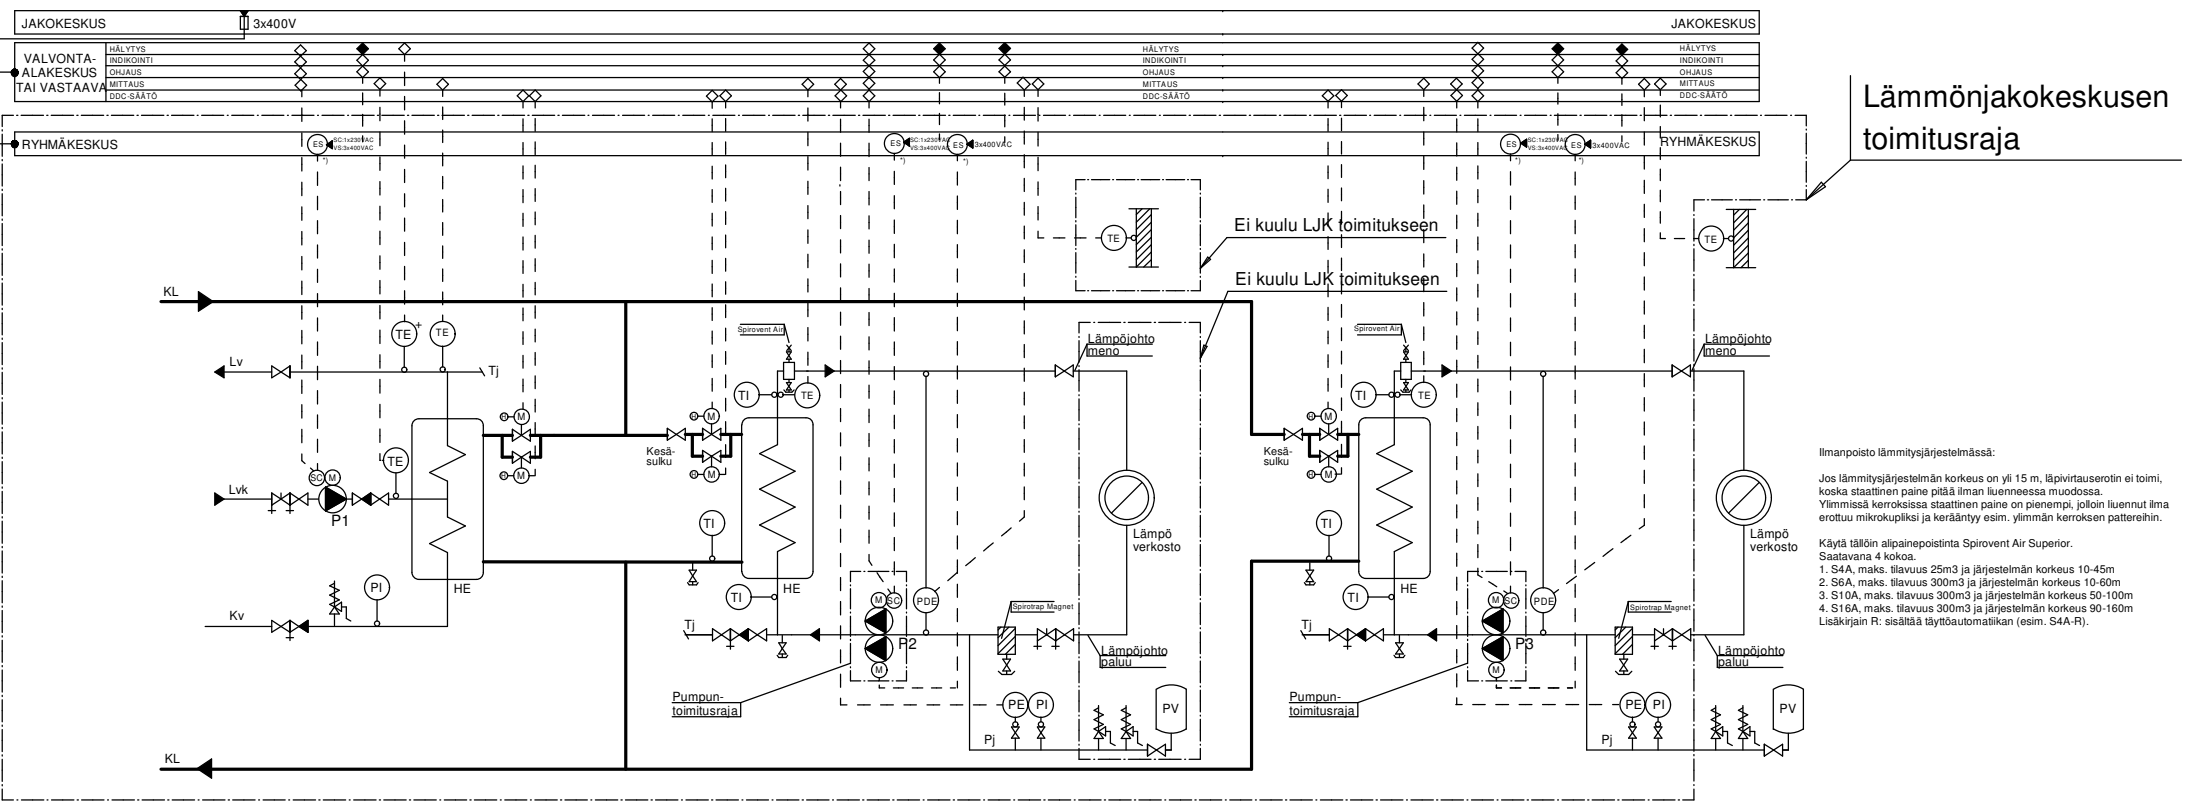 JAKOKESKUS
3x400V
JAKOKESKUS
VALVONTA-
ALAKESKUS
TAI VASTAAVA
HÄLYTYS
INDIKOINTI
OHJAUS
MITTAUS
DDC-SÄÄTÖ
HÄLYTYS
INDIKOINTI
OHJAUS
MITTAUS
DDC-SÄÄTÖ
HÄLYTYS
INDIKOINTI
OHJAUS
MITTAUS
DDC-SÄÄTÖ
Lämmönjakokeskusen
toimitusraja
RYHMÄKESKUS
ES
SC:1x230VAC
VS:3x400VAC
*)
ES
SC:1x230VAC
VS:3x400VAC
*)
ES
3x400VAC
*)
ES
SC:1x230VAC
VS:3x400VAC
*)
ES
3x400VAC
*)
RYHMÄKESKUS
TE
Ei kuulu LJK toimitukseen
TE
Ei kuulu LJK toimitukseen
KL
TE
+
TE
Spirovent Air
Lämpöjohto
meno
Spirovent Air
Lämpöjohto
meno
Lv
Tj
TI
TE
TI
TE
H
M
H
M
H
M
Kesä-
sulku
Kesä-
sulku
TE
SC
M
H
M
H
M
H
M
Lvk
P1
TI
TI
Lämpö
verkosto
Lämpö
verkosto
Ilmanpoisto lämmitysjärjestelmässä:
Jos lämmitysjärjestelmän korkeus on yli 15 m, läpivirtauserotin ei toimi,
koska staattinen paine pitää ilman liuenneessa muodossa.
Ylimmissä kerroksissa staattinen paine on pienempi, jolloin liuennut ilma
erottuu mikrokupliksi ja kerääntyy esim. ylimmän kerroksen pattereihin.
Käytä tällöin alipainepoistinta Spirovent Air Superior.
Saatavana 4 kokoa.
1. S4A, maks. tilavuus 25m3 ja järjestelmän korkeus 10-45m
2. S6A, maks. tilavuus 300m3 ja järjestelmän korkeus 10-60m
3. S10A, maks. tilavuus 300m3 ja järjestelmän korkeus 50-100m
4. S16A, maks. tilavuus 300m3 ja järjestelmän korkeus 90-160m
Lisäkirjain R: sisältää täyttöautomatiikan (esim. S4A-R).
PI
HE
HE
HE
TI
M
SC
PDE
Spirotrap Magnet
TI
M
SC
PDE
Spirotrap Magnet
Kv
Tj
P2
Tj
P3
M
Lämpöjohto
paluu
M
Lämpöjohto
paluu
Pumpun-
toimitusraja
PE
PI
PV
Pumpun-
toimitusraja
PE
PI
PV
Pj
Pj
KL